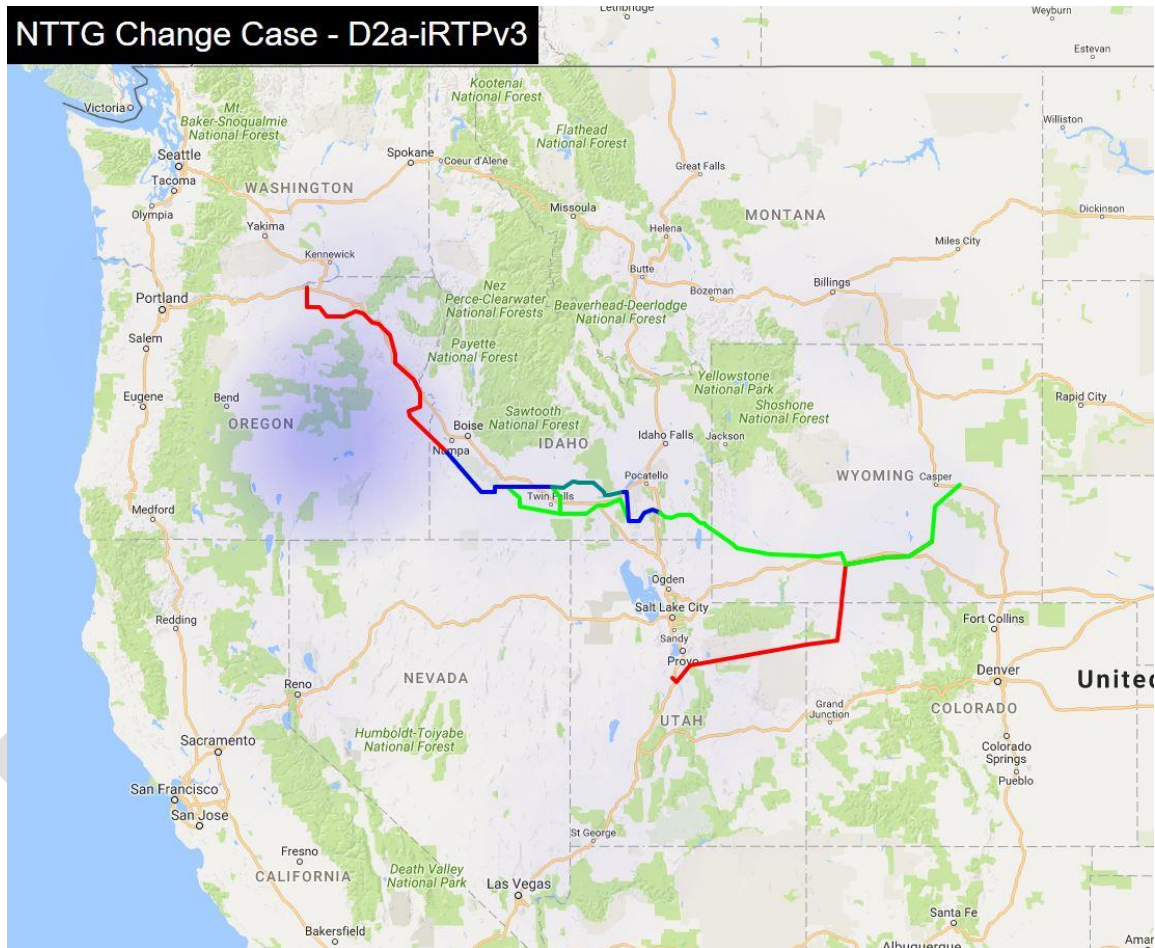 NTTG Change Case - D2a-iRTPv3
Lethbridge
Weyburn
Estevan
Victoria
Mt.
Baker-Snoqualmie
National Forest
Kootenai
National Forest
Flathead
National Forest
Williston
Seattle
Tacoma
Olympia
Spokane
Coeur d'Alene
Great Falls
WASHINGTON
Missoula
MONTANA
Dickinson
Yakima
Helena
Miles City
Kennewick
Butte
Bozeman
Billings
Portland
Nez
Perce-Clearwater
National Forests
Beaverhead-Deerlodge
National Forest
Salem
Payette
National Forest
Yellowstone
National Park
Shoshone
National Forest
Rapid City
Eugene
Bend
OREGON
Sawtooth
National Forest
Boise
Nampa
IDAHO
Idaho Falls
Jackson
Pocatello
WYOMING
Casper
Twin Falls
Medford
Ogden
Salt Lake City
Sandy
Provo
Redding
Fort Collins
Denver
United
NEVADA
Reno
UTAH
Grand
Junction
COLORADO
Humboldt-Toiyabe
National Forest
Sacramento
Colorado
Springs
Pueblo
San Francisco
San Jose
St George
Fresno
CALIFORNIA
Death Valley
National Park
Las Vegas
Santa Fe
Bakersfield
Albuquerque
Amar